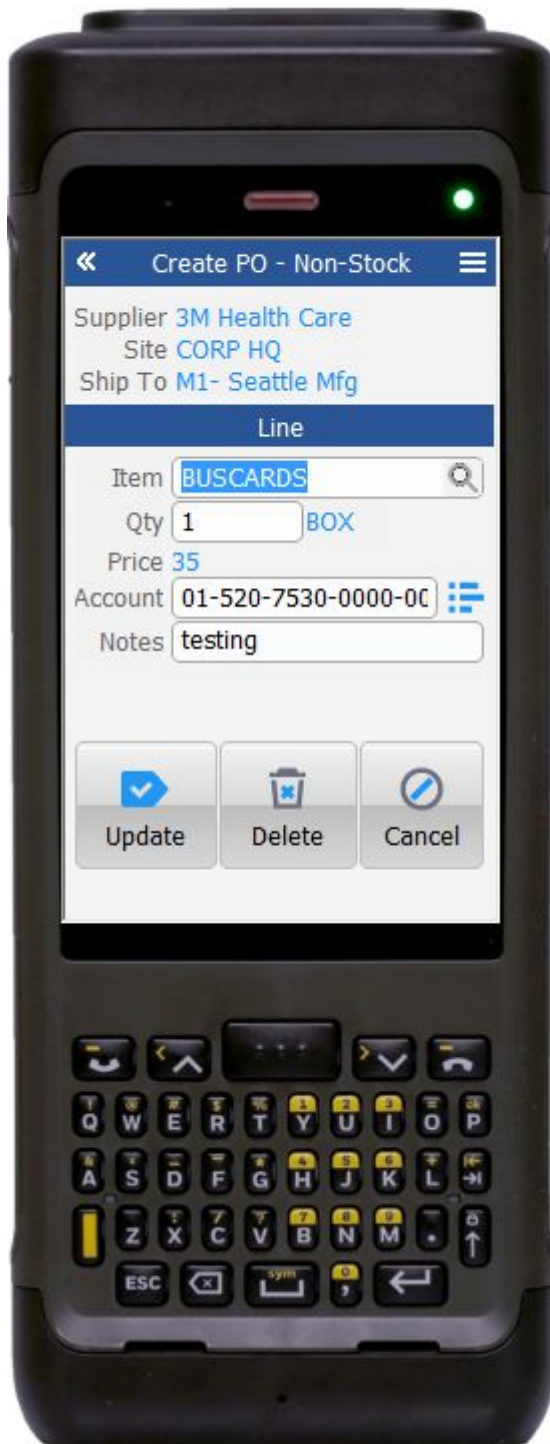 « Create PO - Non-Stock
Supplier 3M Health Care
Site CORP HQ
Ship To M1- Seattle Mfg
Line
Item BUSCARDS
Qty 1 BOX
Price 35
Account 01-520-7530-0000-00
Notes testing
Update Delete Cancel
Q W E R T Y U I O P
A S D F G H J K L
Z X C V B N M .
ESC sym ,